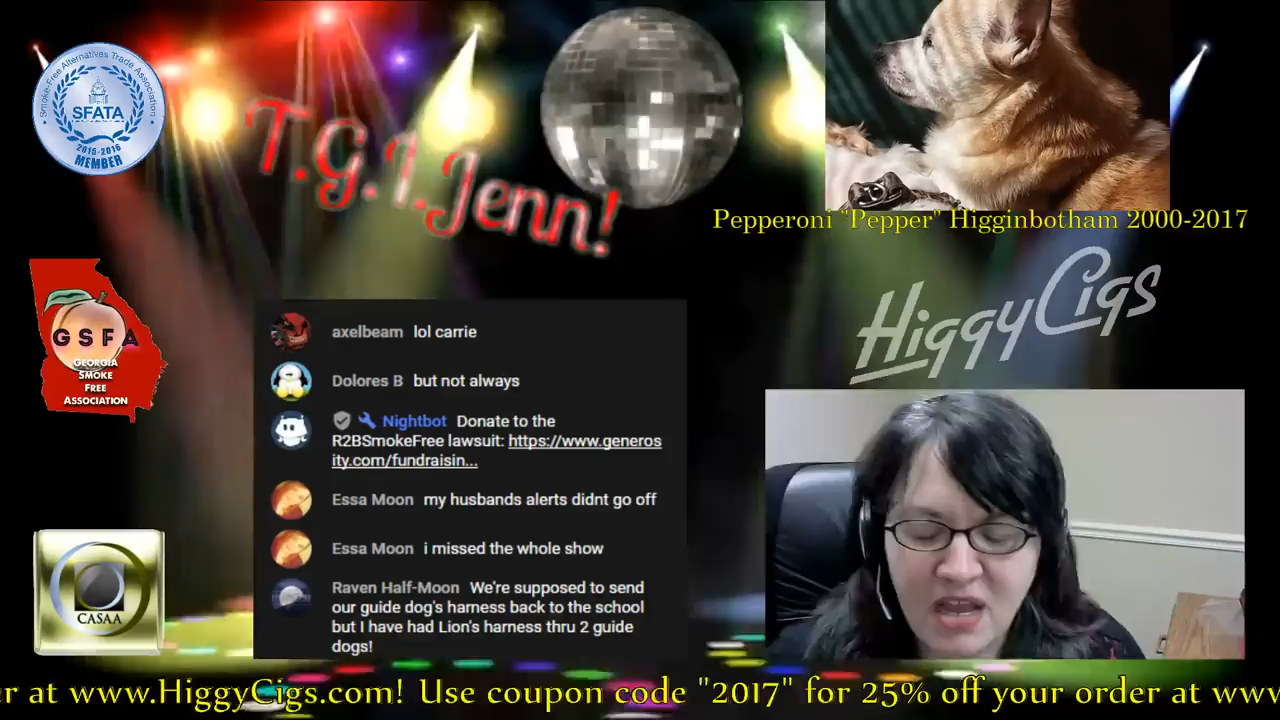 Smoke-Free Alternatives Trade Association
SFATA
2015-2016
MEMBER
T.G.I.Jenn!
Pepperoni "Pepper" Higginbotham 2000-2017
HiggyCigs
GSFA
GEORGIA
SMOKE
FREE
ASSOCIATION
CASAA
axelbeam lol carrie
Dolores B but not always
Nightbot Donate to the
R2BSmokeFree lawsuit: https://www.generos
ity.com/fundraisin...
Essa Moon my husbands alerts didnt go off
Essa Moon i missed the whole show
Raven Half-Moon We're supposed to send
our guide dog's harness back to the school
but I have had Lion's harness thru 2 guide
dogs!
er at www.HiggyCigs.com! Use coupon code "2017" for 25% off your order at www